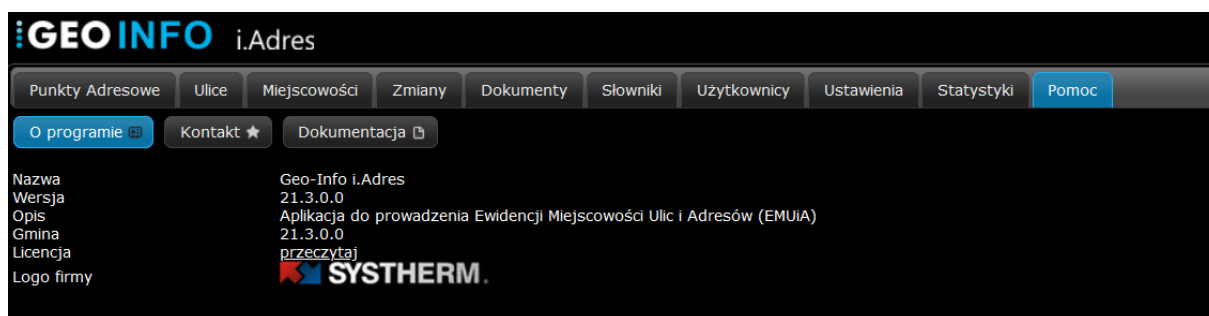 GEOINFO i.Adres
Punkty Adresowe Ulice Miejscowości Zmiany Dokumenty Słowniki Użytkownicy Ustawienia Statystyki Pomoc
O programie Kontakt Dokumentacja
Nazwa Geo-Info i.Adres
Wersja 21.3.0.0
Opis Aplikacja do prowadzenia Ewidencji Miejscowości Ulic i Adresów (EMUiA)
Gmina 21.3.0.0
Licencja przeczytaj
Logo firmy SYSTHERM.